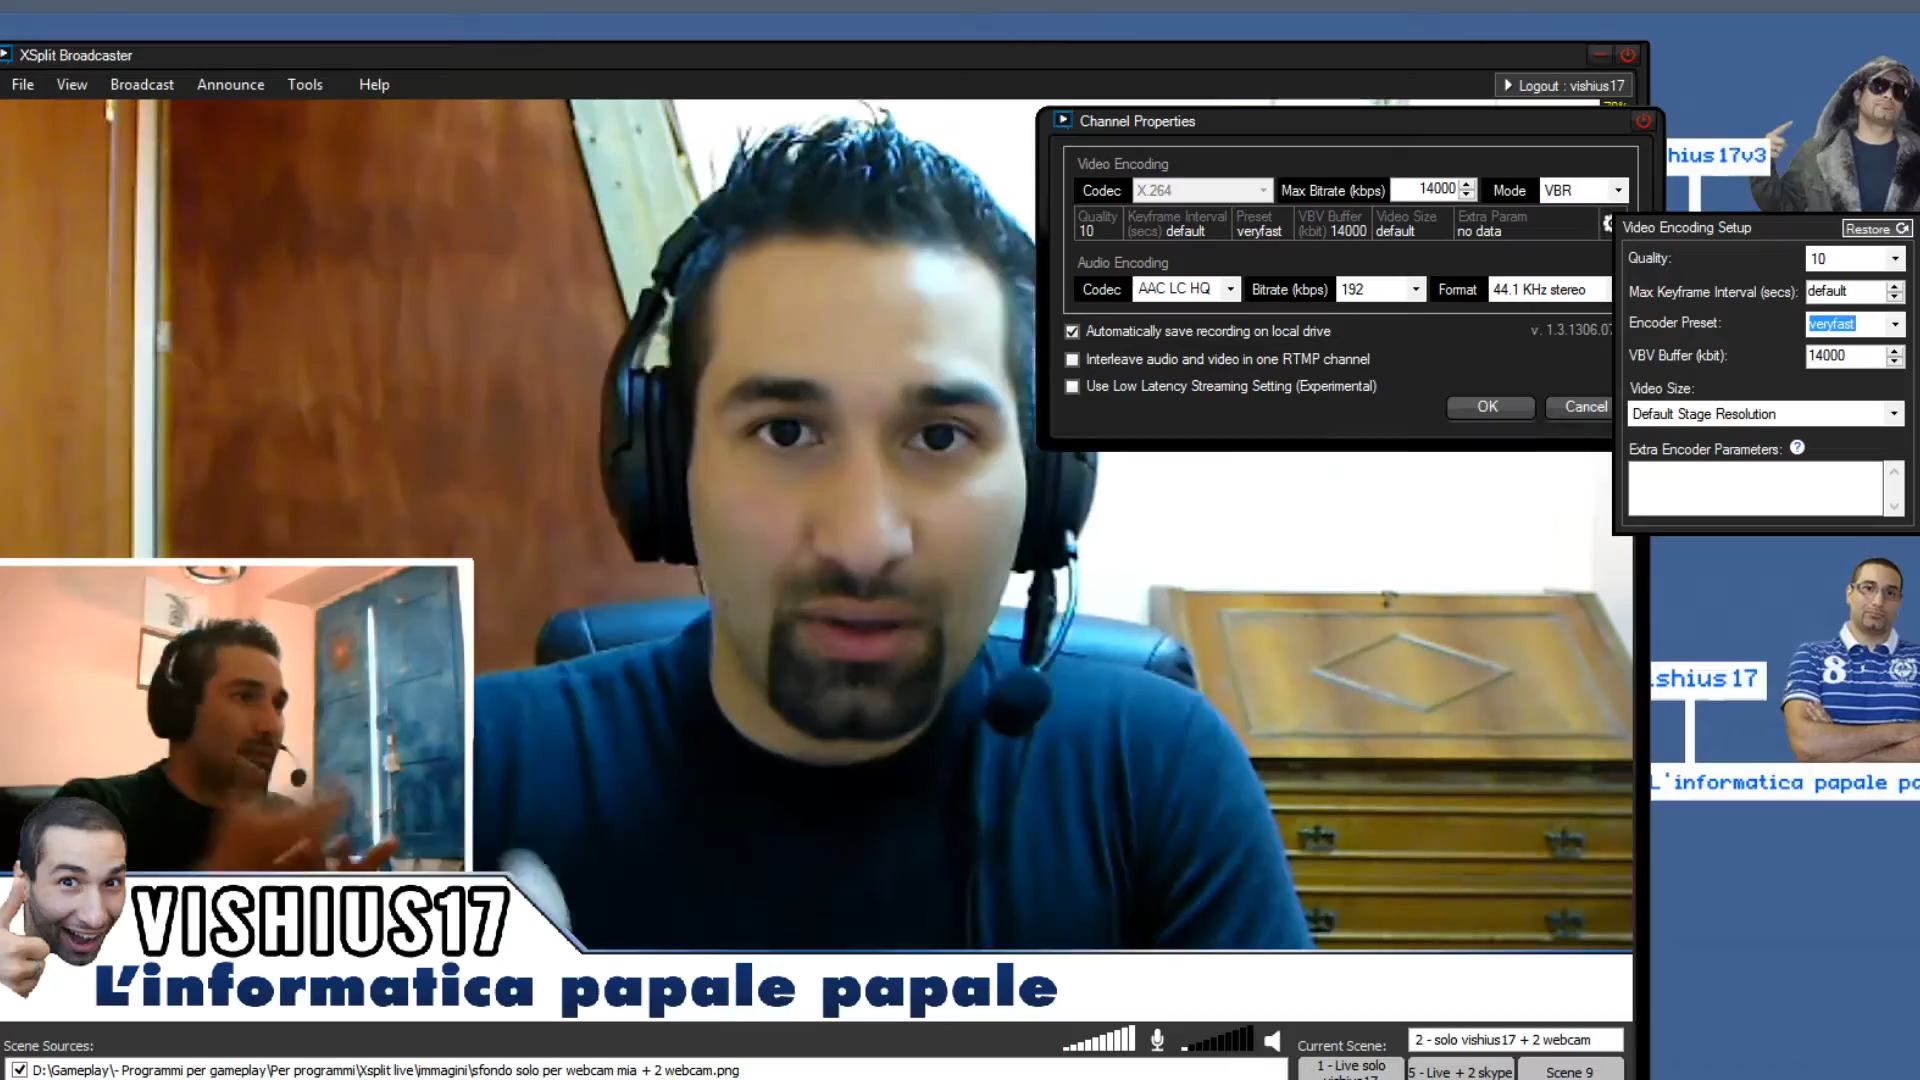 XSplit Broadcaster
File View Broadcast Announce Tools Help
Logout : vishius17
Channel Properties
Video Encoding
Codec X.264 Max Bitrate (kbps) 14000 Mode VBR
Quality Keyframe Interval Preset VBV Buffer Video Size Extra Param
10 (secs) default veryfast (kbit) 14000 default no data
Audio Encoding
Codec AAC LC HQ Bitrate (kbps) 192 Format 44.1 KHz stereo
Automatically save recording on local drive
v. 1.3.1306.07
Interleave audio and video in one RTMP channel
Use Low Latency Streaming Setting (Experimental)
OK Cancel
hius17v3
Video Encoding Setup Restore
Quality: 10
Max Keyframe Interval (secs): default
Encoder Preset: veryfast
VBV Buffer (kbit): 14000
Video Size:
Default Stage Resolution
Extra Encoder Parameters: ?
shius17
8
L'informatica papale pa
VISHIUS17
L'informatica papale papale
Scene Sources:
D:\Gameplay\- Programmi per gameplay\Per programmi\Xsplit live\immagini\sfondo solo per webcam mia + 2 webcam.png
Current Scene: 2 - solo vishius17 + 2 webcam
1 - Live solo
vishius17
5 - Live + 2 skype
Scene 9